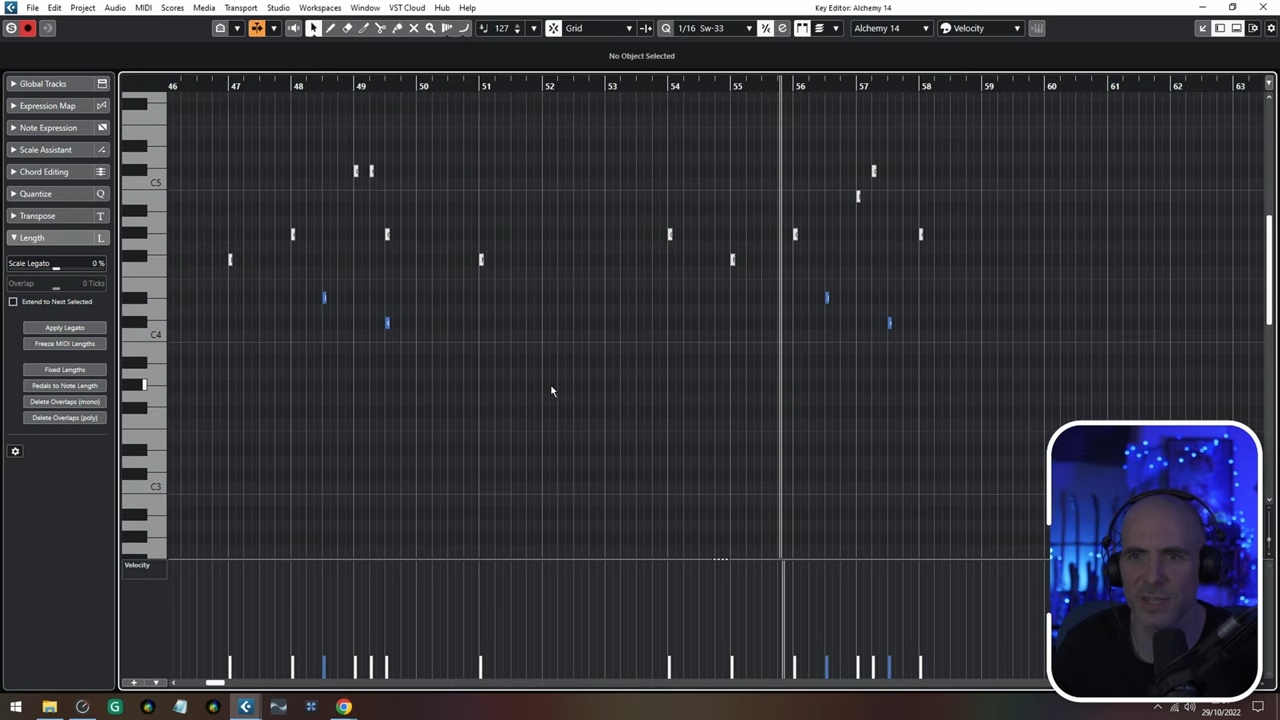 Key Editor: Alchemy 14
File Edit Project Audio MIDI Scores Media Transport Studio Workspaces Window VST Cloud Hub Help
127 Grid 1/16 Sw-33 Alchemy 14 Velocity
No Object Selected
Global Tracks
Expression Map
Note Expression
Scale Assistant
Chord Editing
Quantize Q
Transpose T
Length L
Scale Legato 0 %
Overlap 0 Ticks
Extend to Next Selected
Apply Legato
Freeze MIDI Lengths
Fixed Lengths
Pedals to Note Length
Delete Overlaps (mono)
Delete Overlaps (poly)
46 47 48 49 50 51 52 53 54 55 56 57 58 59 60 61 62 63
C5
C4
C3
Velocity
29/10/2022